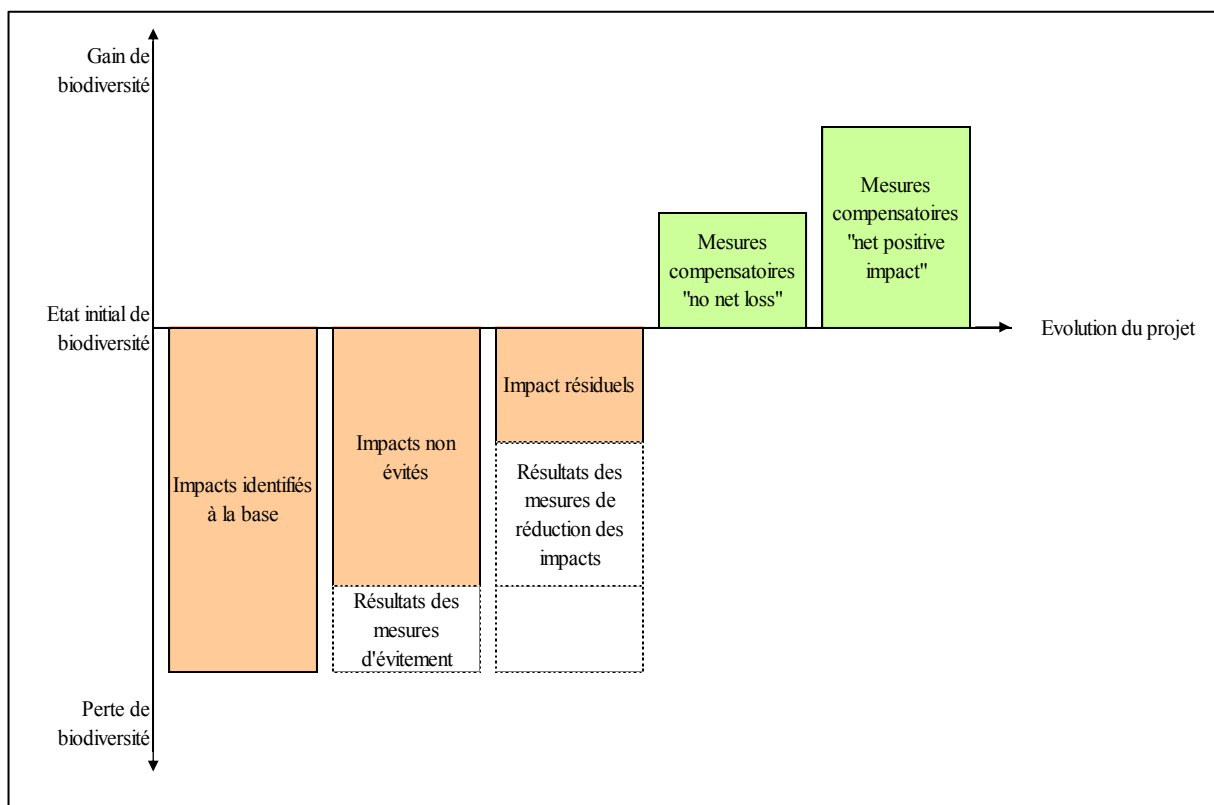 Gain de
biodiversité
Mesures
compensatoires
"no net loss"
Mesures
compensatoires
"net positive
impact"
Etat initial de
biodiversité
Evolution du projet
Impacts identifiés
à la base
Impacts non
évités
Résultats des
mesures
d'évitement
Impact résiduels
Résultats des
mesures de
réduction des
impacts
Perte de
biodiversité